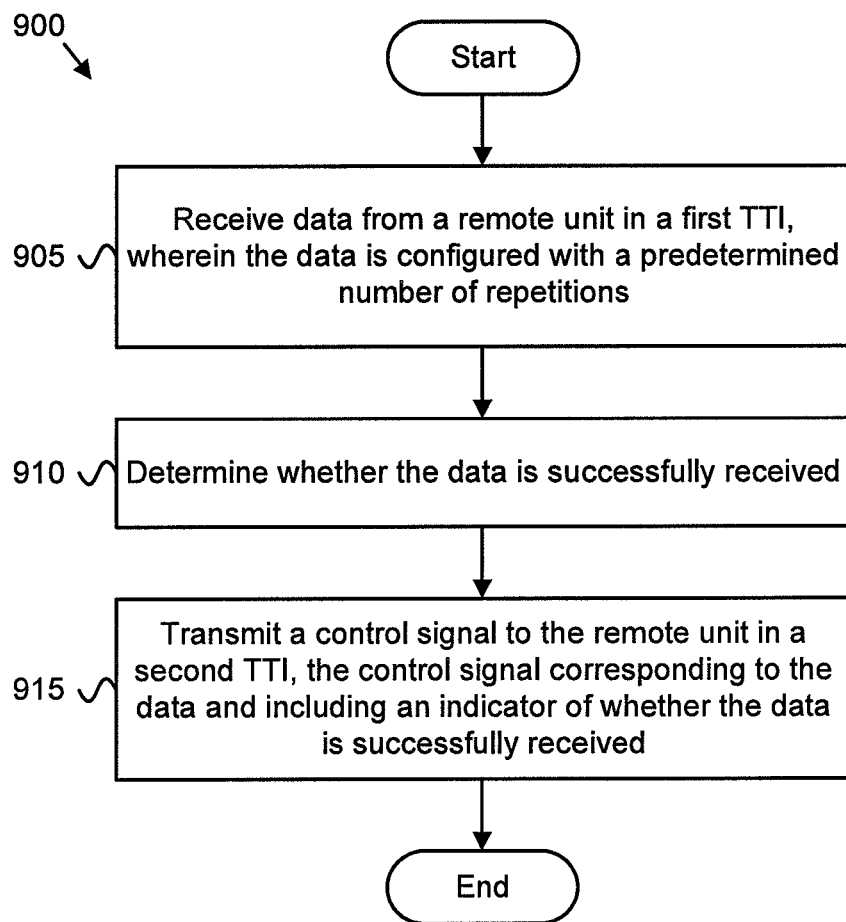 900
Start
905
Receive data from a remote unit in a first TTI,
wherein the data is configured with a predetermined
number of repetitions
910
Determine whether the data is successfully received
915
Transmit a control signal to the remote unit in a
second TTI, the control signal corresponding to the
data and including an indicator of whether the data
is successfully received
End